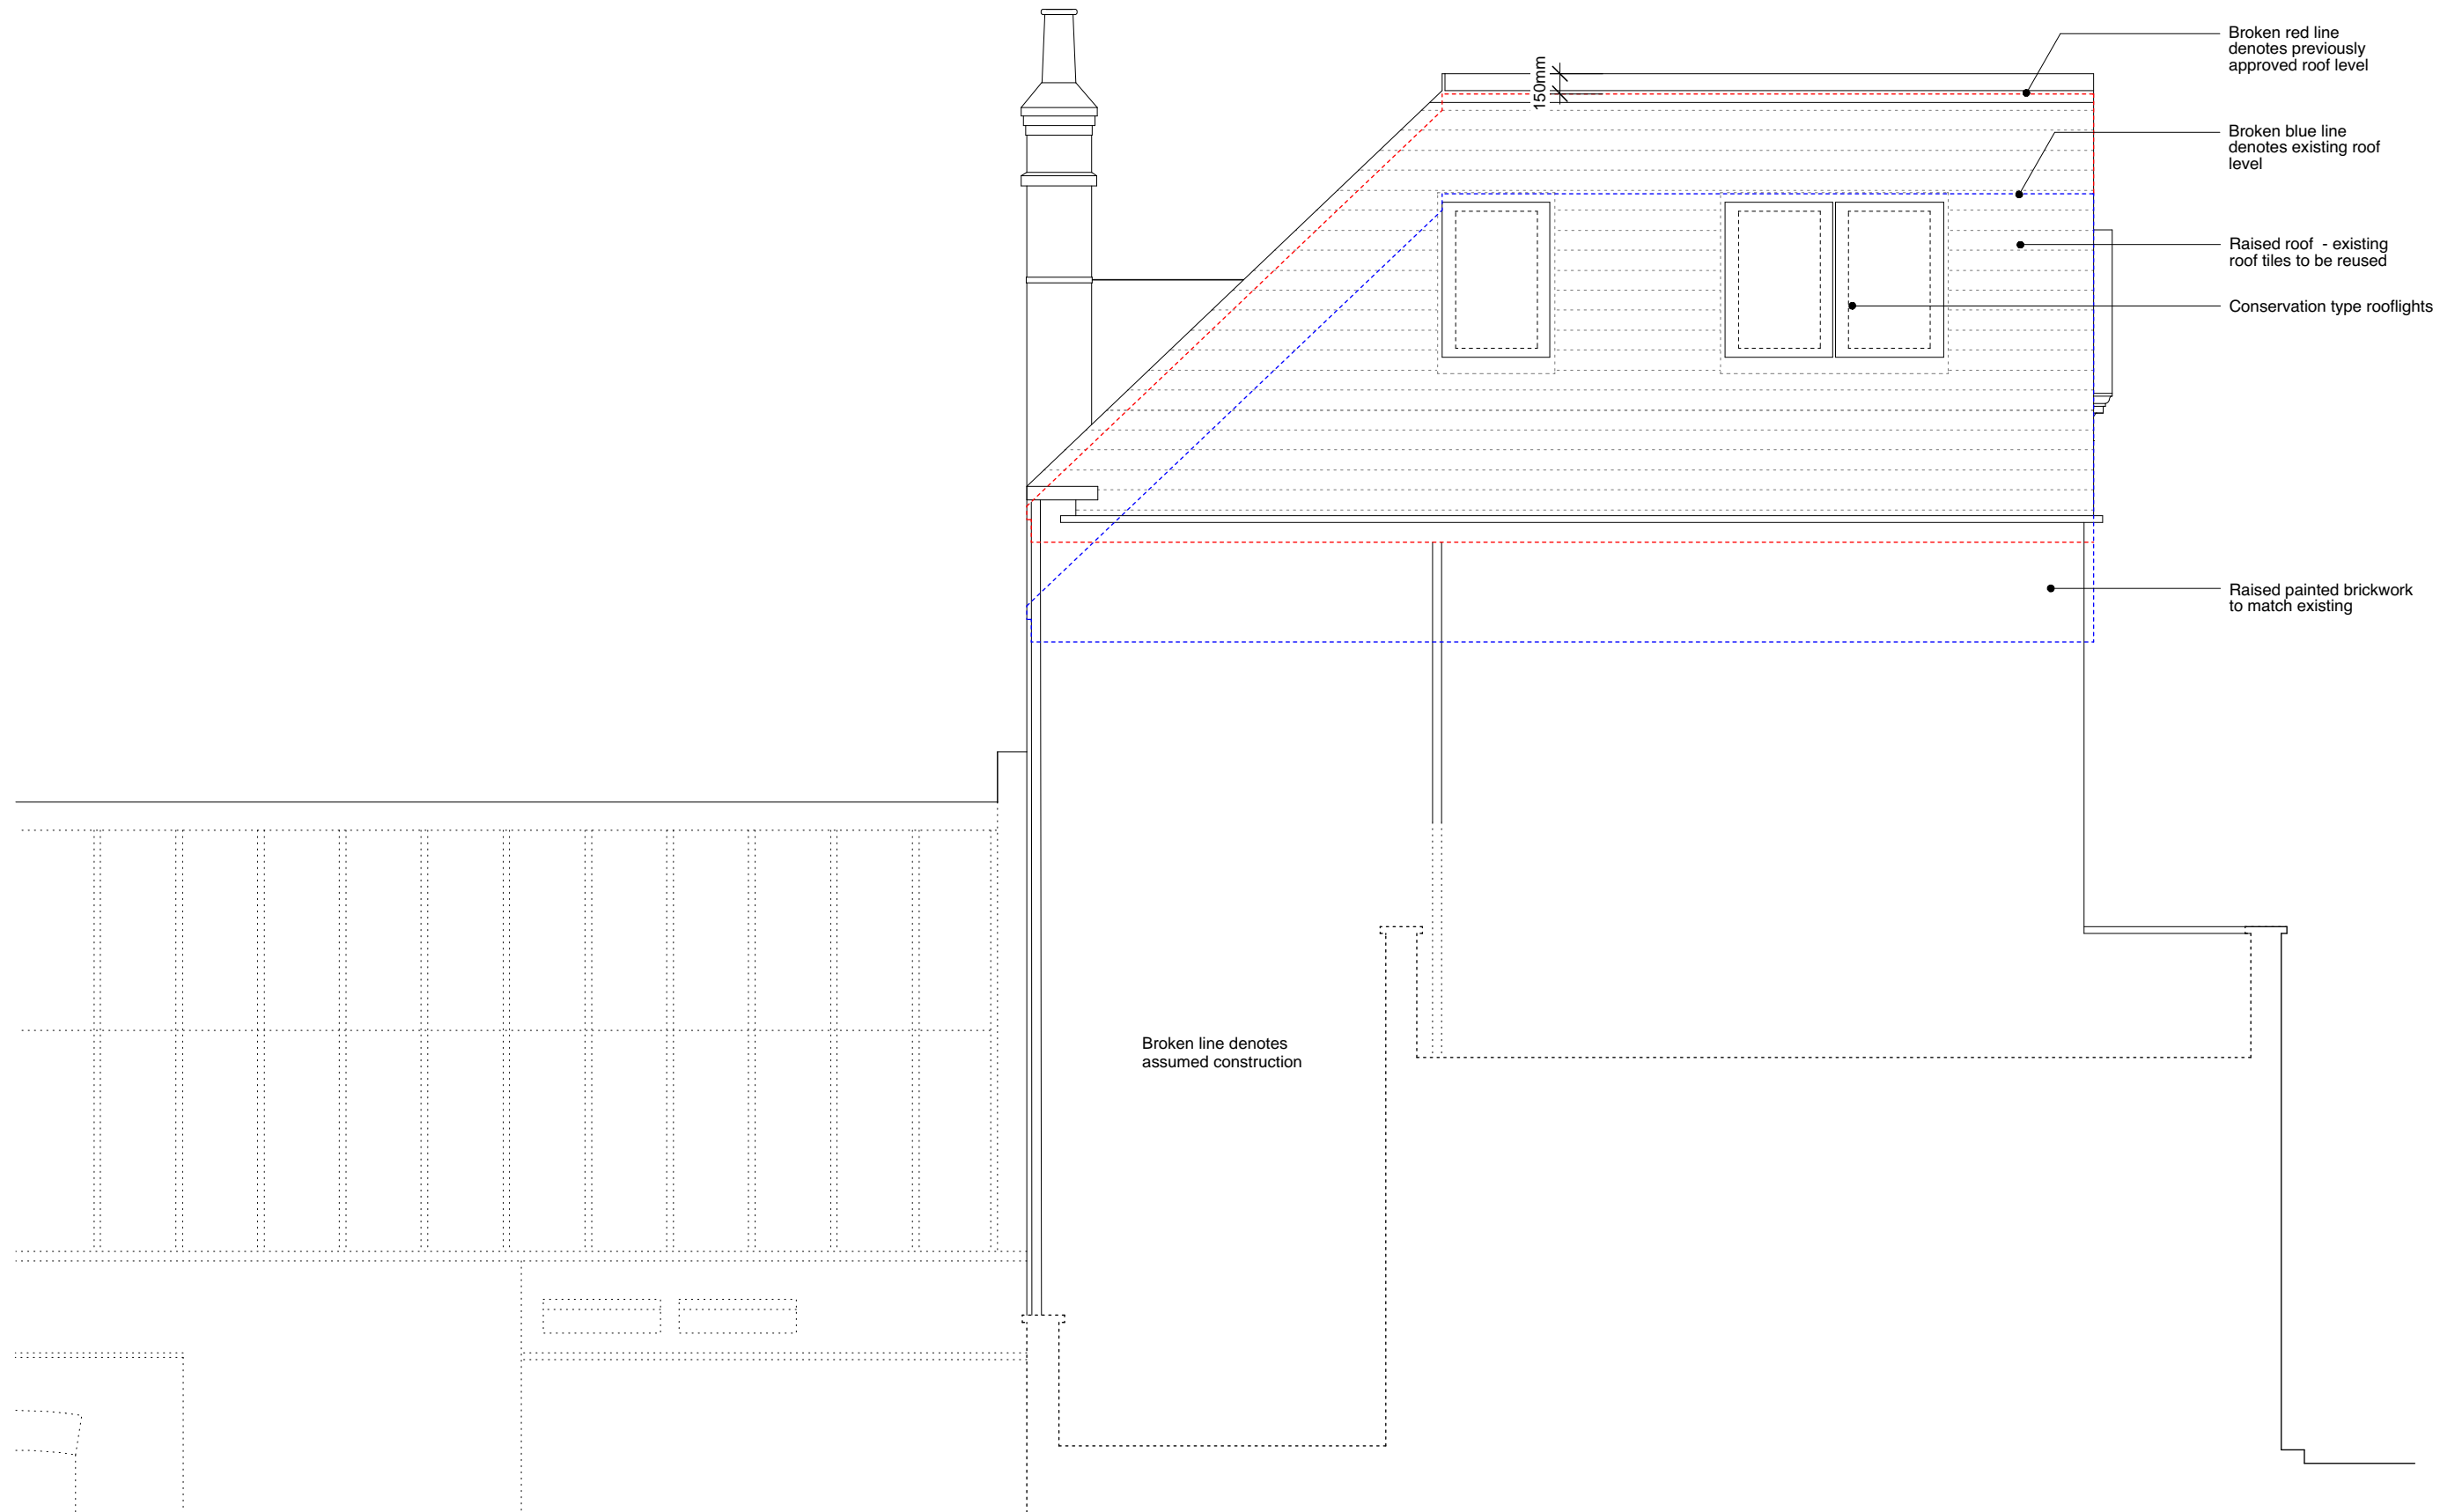 Broken red line
denotes previously
approved roof level
150mm
Broken blue line
denotes existing roof
level
Raised roof - existing
roof tiles to be reused
Conservation type rooflights
Raised painted brickwork
to match existing
Broken line denotes
assumed construction